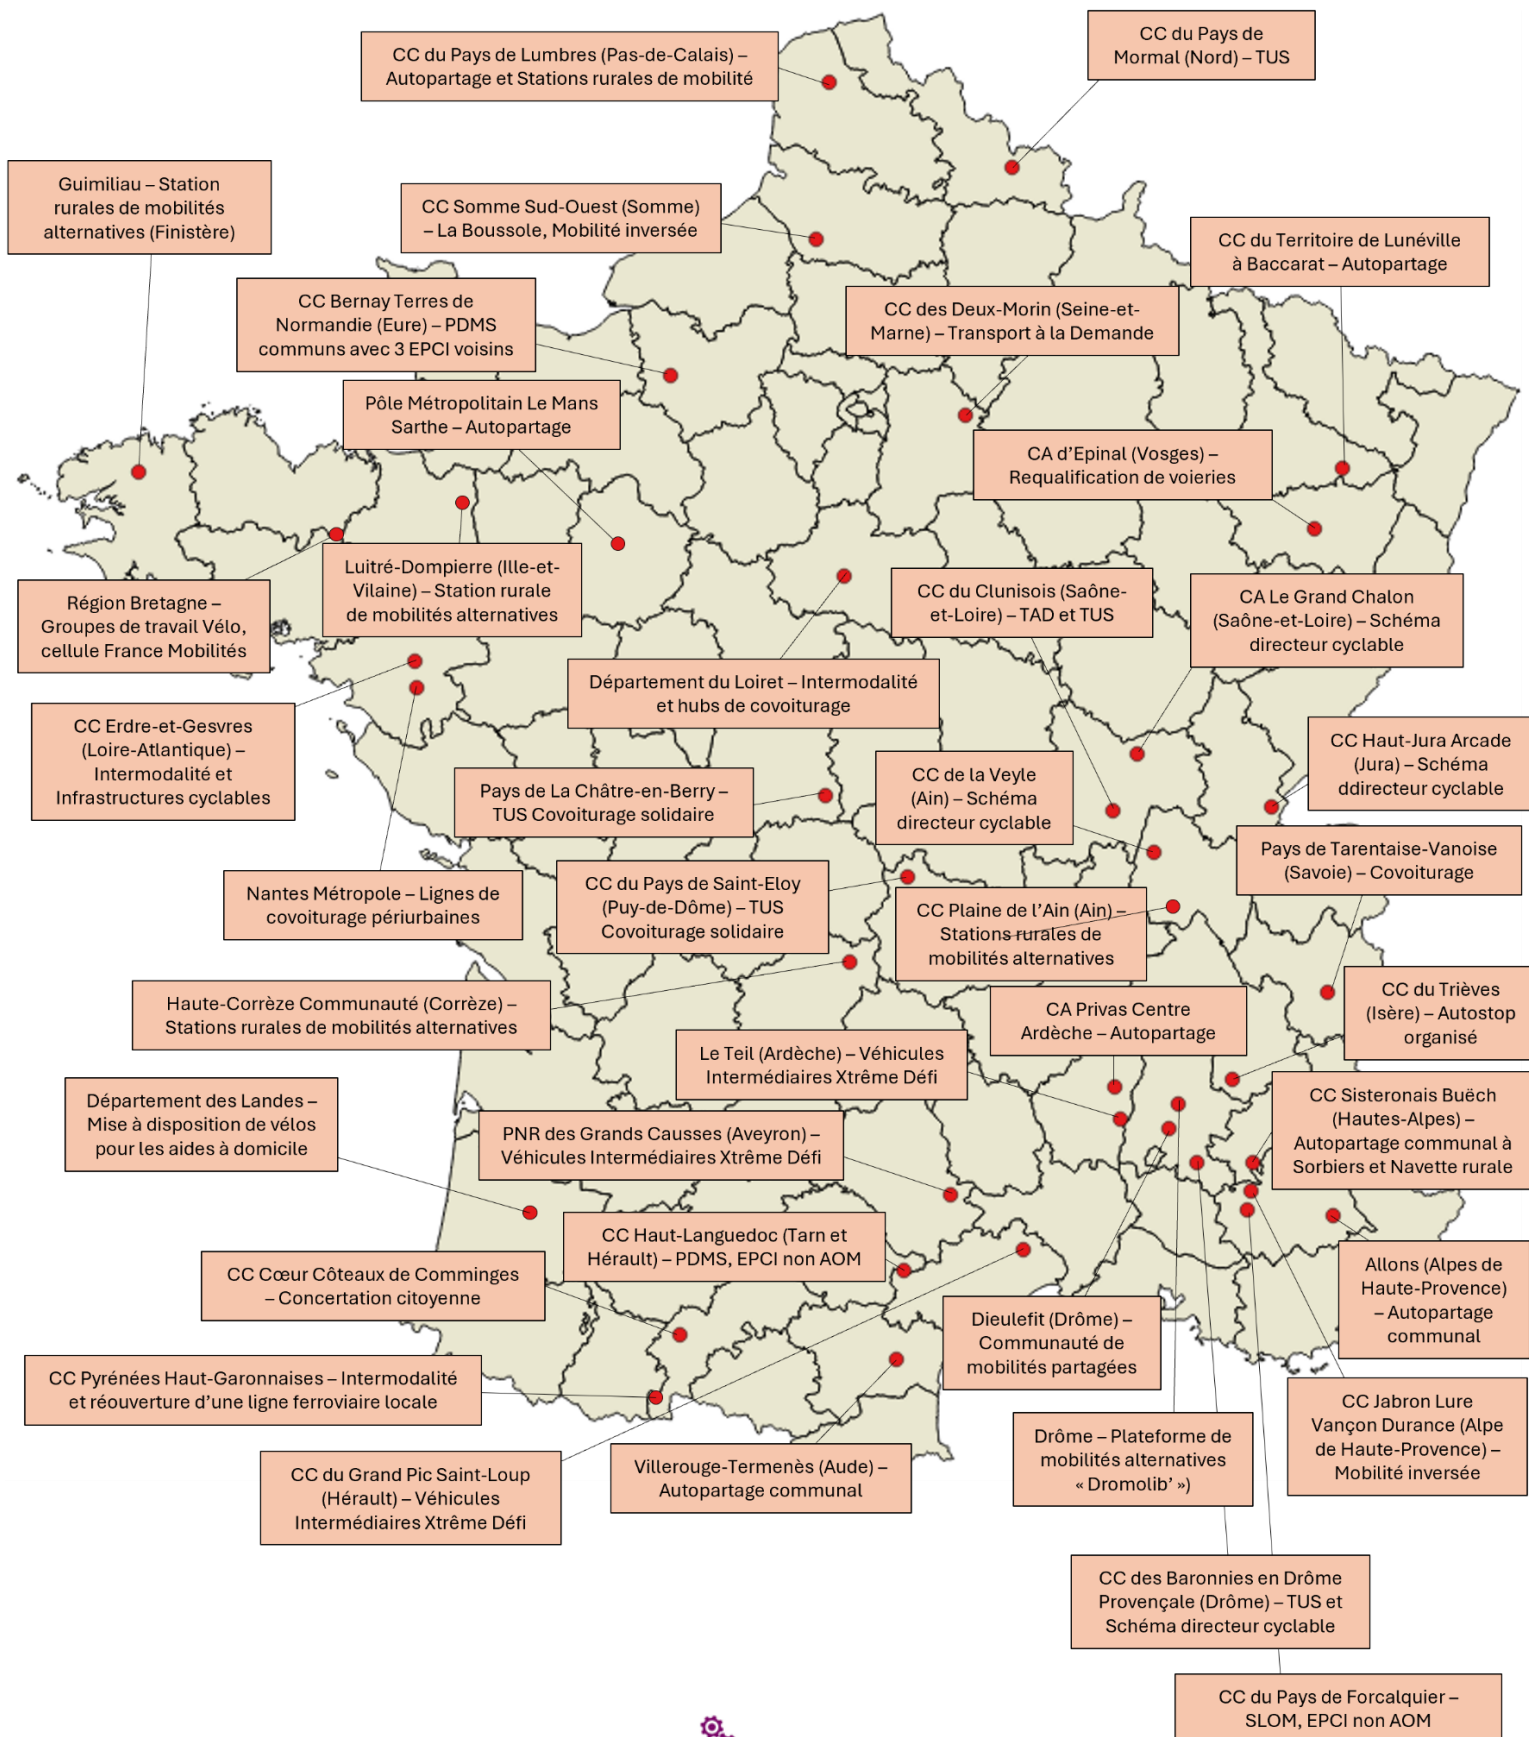 CC du Pays de Lumbres (Pas-de-Calais) –
Autopartage et Stations rurales de mobilité
CC du Pays de
Mormal (Nord) – TUS
Guimiliau – Station
rurales de mobilités
alternatives (Finistère)
CC Somme Sud-Ouest (Somme)
– La Boussole, Mobilité inversée
CC du Territoire de Lunéville
à Baccarat – Autopartage
CC Bernay Terres de
Normandie (Eure) – PDMS
communs avec 3 EPCI voisins
CC des Deux-Morin (Seine-et-
Marne) – Transport à la Demande
Pôle Métropolitain Le Mans
Sarthe – Autopartage
CA d’Epinal (Vosges) –
Requalification de voieries
Luitré-Dompierre (Ille-et-
Vilaine) – Station rurale
de mobilités alternatives
Région Bretagne –
Groupes de travail Vélo,
cellule France Mobilités
CC du Clunisois (Saône-
et-Loire) – TAD et TUS
CA Le Grand Chalon
(Saône-et-Loire) – Schéma
directeur cyclable
Département du Loiret – Intermodalité
et hubs de covoiturage
CC Erdre-et-Gesvres
(Loire-Atlantique) –
Intermodalité et
Infrastructures cyclables
CC Haut-Jura Arcade
(Jura) – Schéma
ddirecteur cyclable
Pays de La Châtre-en-Berry –
TUS Covoiturage solidaire
CC de la Veyle
(Ain) – Schéma
directeur cyclable
Pays de Tarentaise-Vanoise
(Savoie) – Covoiturage
Nantes Métropole – Lignes de
covoiturage périurbaines
CC du Pays de Saint-Eloy
(Puy-de-Dôme) – TUS
Covoiturage solidaire
CC Plaine de l’Ain (Ain) –
Stations rurales de
mobilités alternatives
Haute-Corrèze Communauté (Corrèze) –
Stations rurales de mobilités alternatives
CA Privas Centre
Ardèche – Autopartage
CC du Trièves
(Isère) – Autostop
organisé
Le Teil (Ardèche) – Véhicules
Intermédiaires Xtrême Défi
Département des Landes –
Mise à disposition de vélos
pour les aides à domicile
CC Sisteronais Buëch
(Hautes-Alpes) –
Autopartage communal à
Sorbiers et Navette rurale
PNR des Grands Causses (Aveyron) –
Véhicules Intermédiaires Xtrême Défi
CC Haut-Languedoc (Tarn et
Hérault) – PDMS, EPCI non AOM
CC Cœur Côteaux de Comminges
– Concertation citoyenne
Allons (Alpes de
Haute-Provence)
– Autopartage
communal
Dieulefit (Drôme) –
Communauté de
mobilités partagées
CC Pyrénées Haut-Garonnaises – Intermodalité
et réouverture d’une ligne ferroviaire locale
CC Jabron Lure
Vançon Durance (Alpe
de Haute-Provence) –
Mobilité inversée
Drôme – Plateforme de
mobilités alternatives
« Dromolib’ »)
CC du Grand Pic Saint-Loup
(Hérault) – Véhicules
Intermédiaires Xtrême Défi
Villerouge-Termenès (Aude) –
Autopartage communal
CC des Baronnies en Drôme
Provençale (Drôme) – TUS et
Schéma directeur cyclable
CC du Pays de Forcalquier –
SLOM, EPCI non AOM